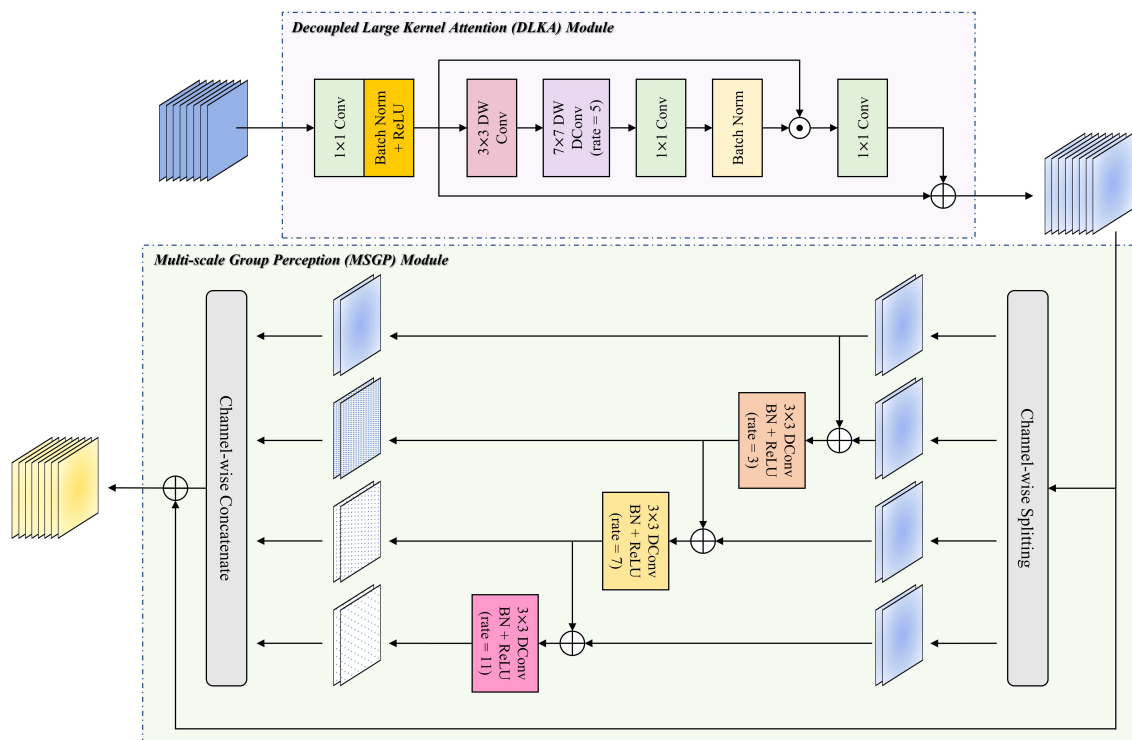 Decoupled Large Kernel Attention (DLKA) Module
1×1 Conv
Batch Norm
+ ReLU
3×3 DW
Conv
7×7 DW
DConv
(rate = 5)
1×1 Conv
Batch Norm
1×1 Conv
Multi-scale Group Perception (MSGP) Module
Channel-wise Concatenate
3×3 DConv
BN + ReLU
(rate = 3)
3×3 DConv
BN + ReLU
(rate = 7)
3×3 DConv
BN + ReLU
(rate = 11)
Channel-wise Splitting